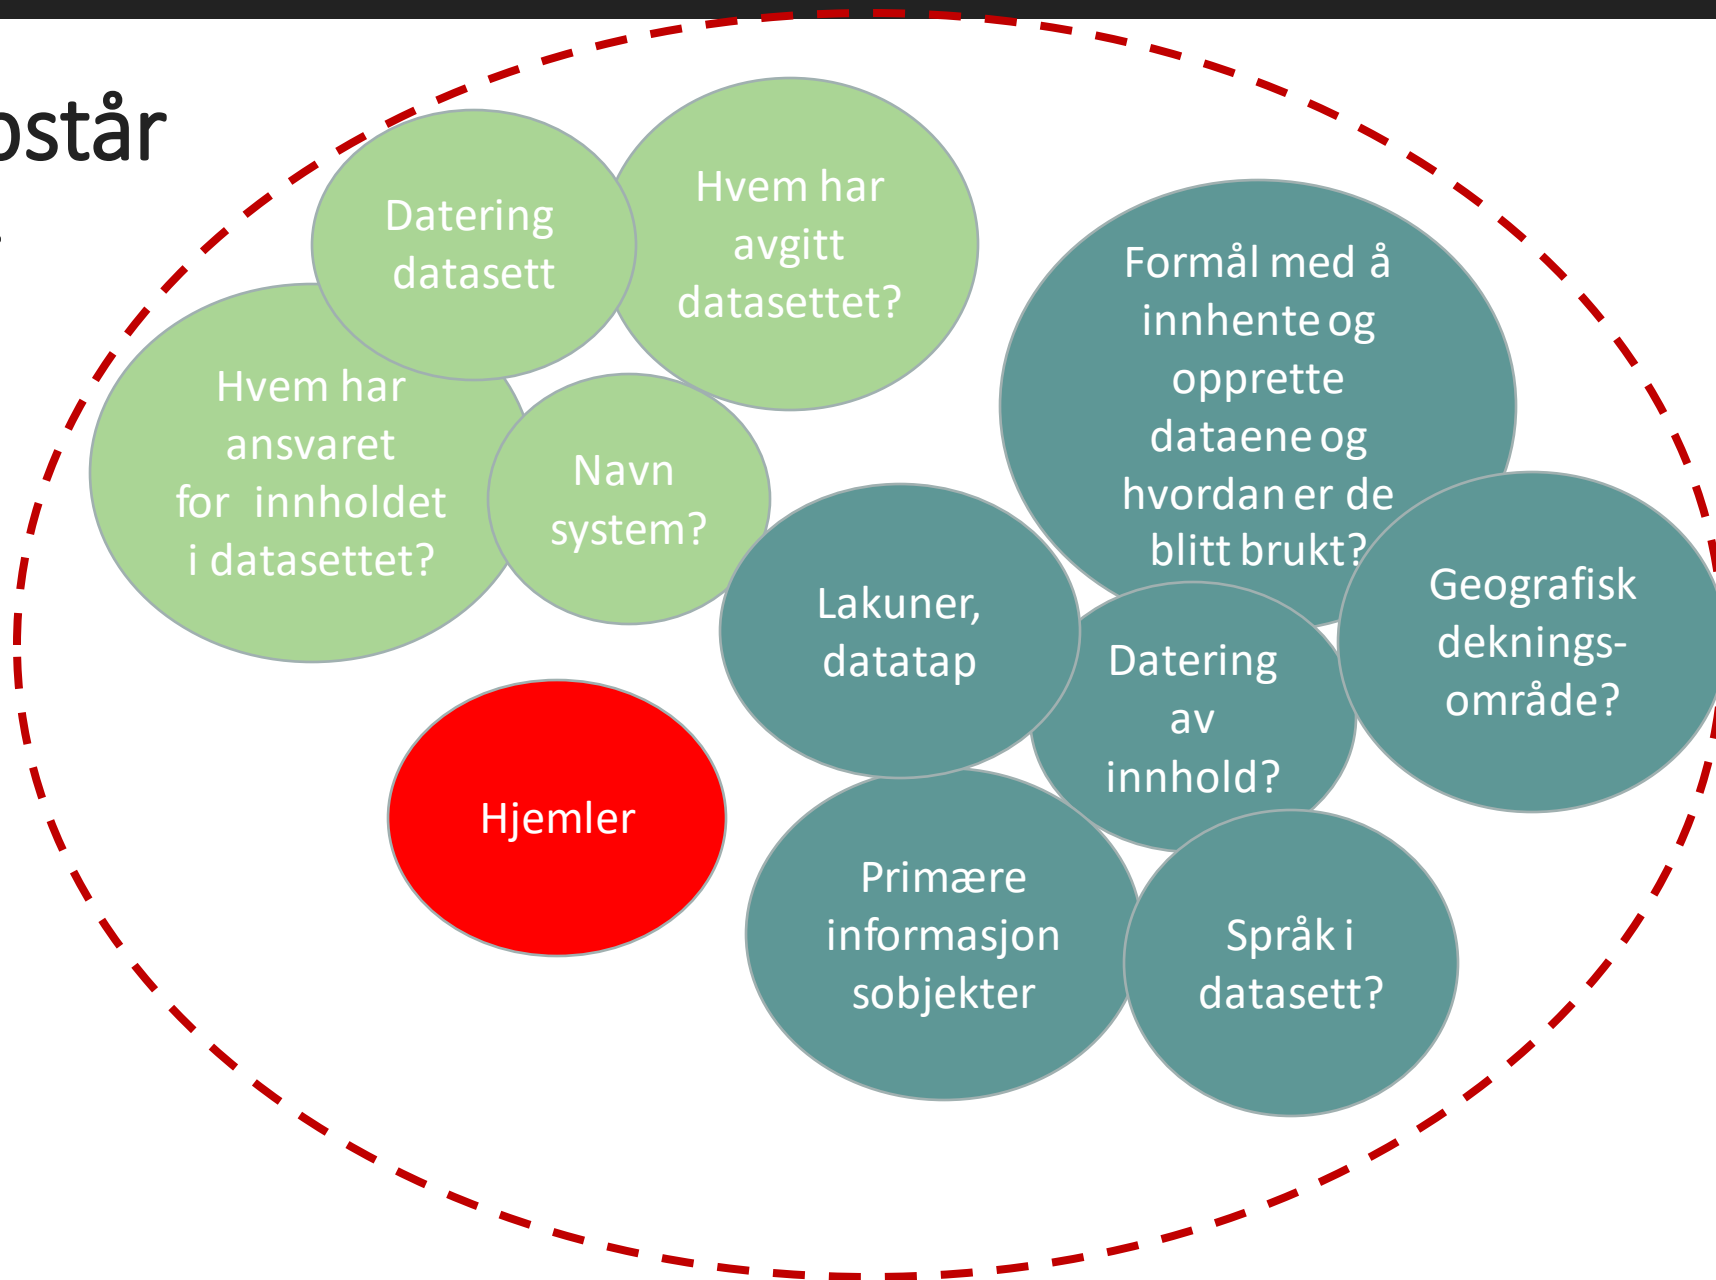 Datering
datasett
Hvem har
avgitt
datasettet?
Hvem har
ansvaret
for innholdet
i datasettet?
Navn
system?
Formål med å
innhente og
opprette
dataene og
hvordan er de
blitt brukt?
Geografisk
deknings-
område?
Lakuner,
datatap
Datering
av
innhold?
Hjemler
Primære
informasjon
sobjekter
Språk i
datasett?